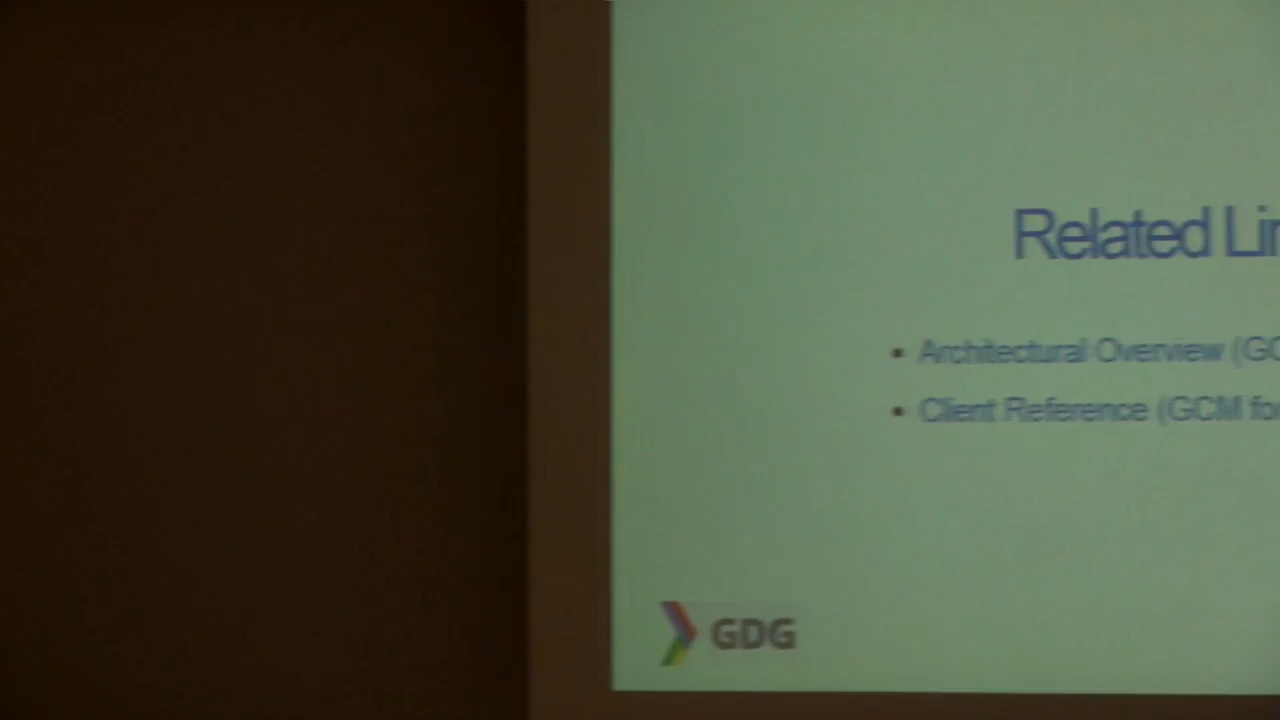 Related Li
• Architectural Overview (GC
• Client Reference (GCM fo
GDG